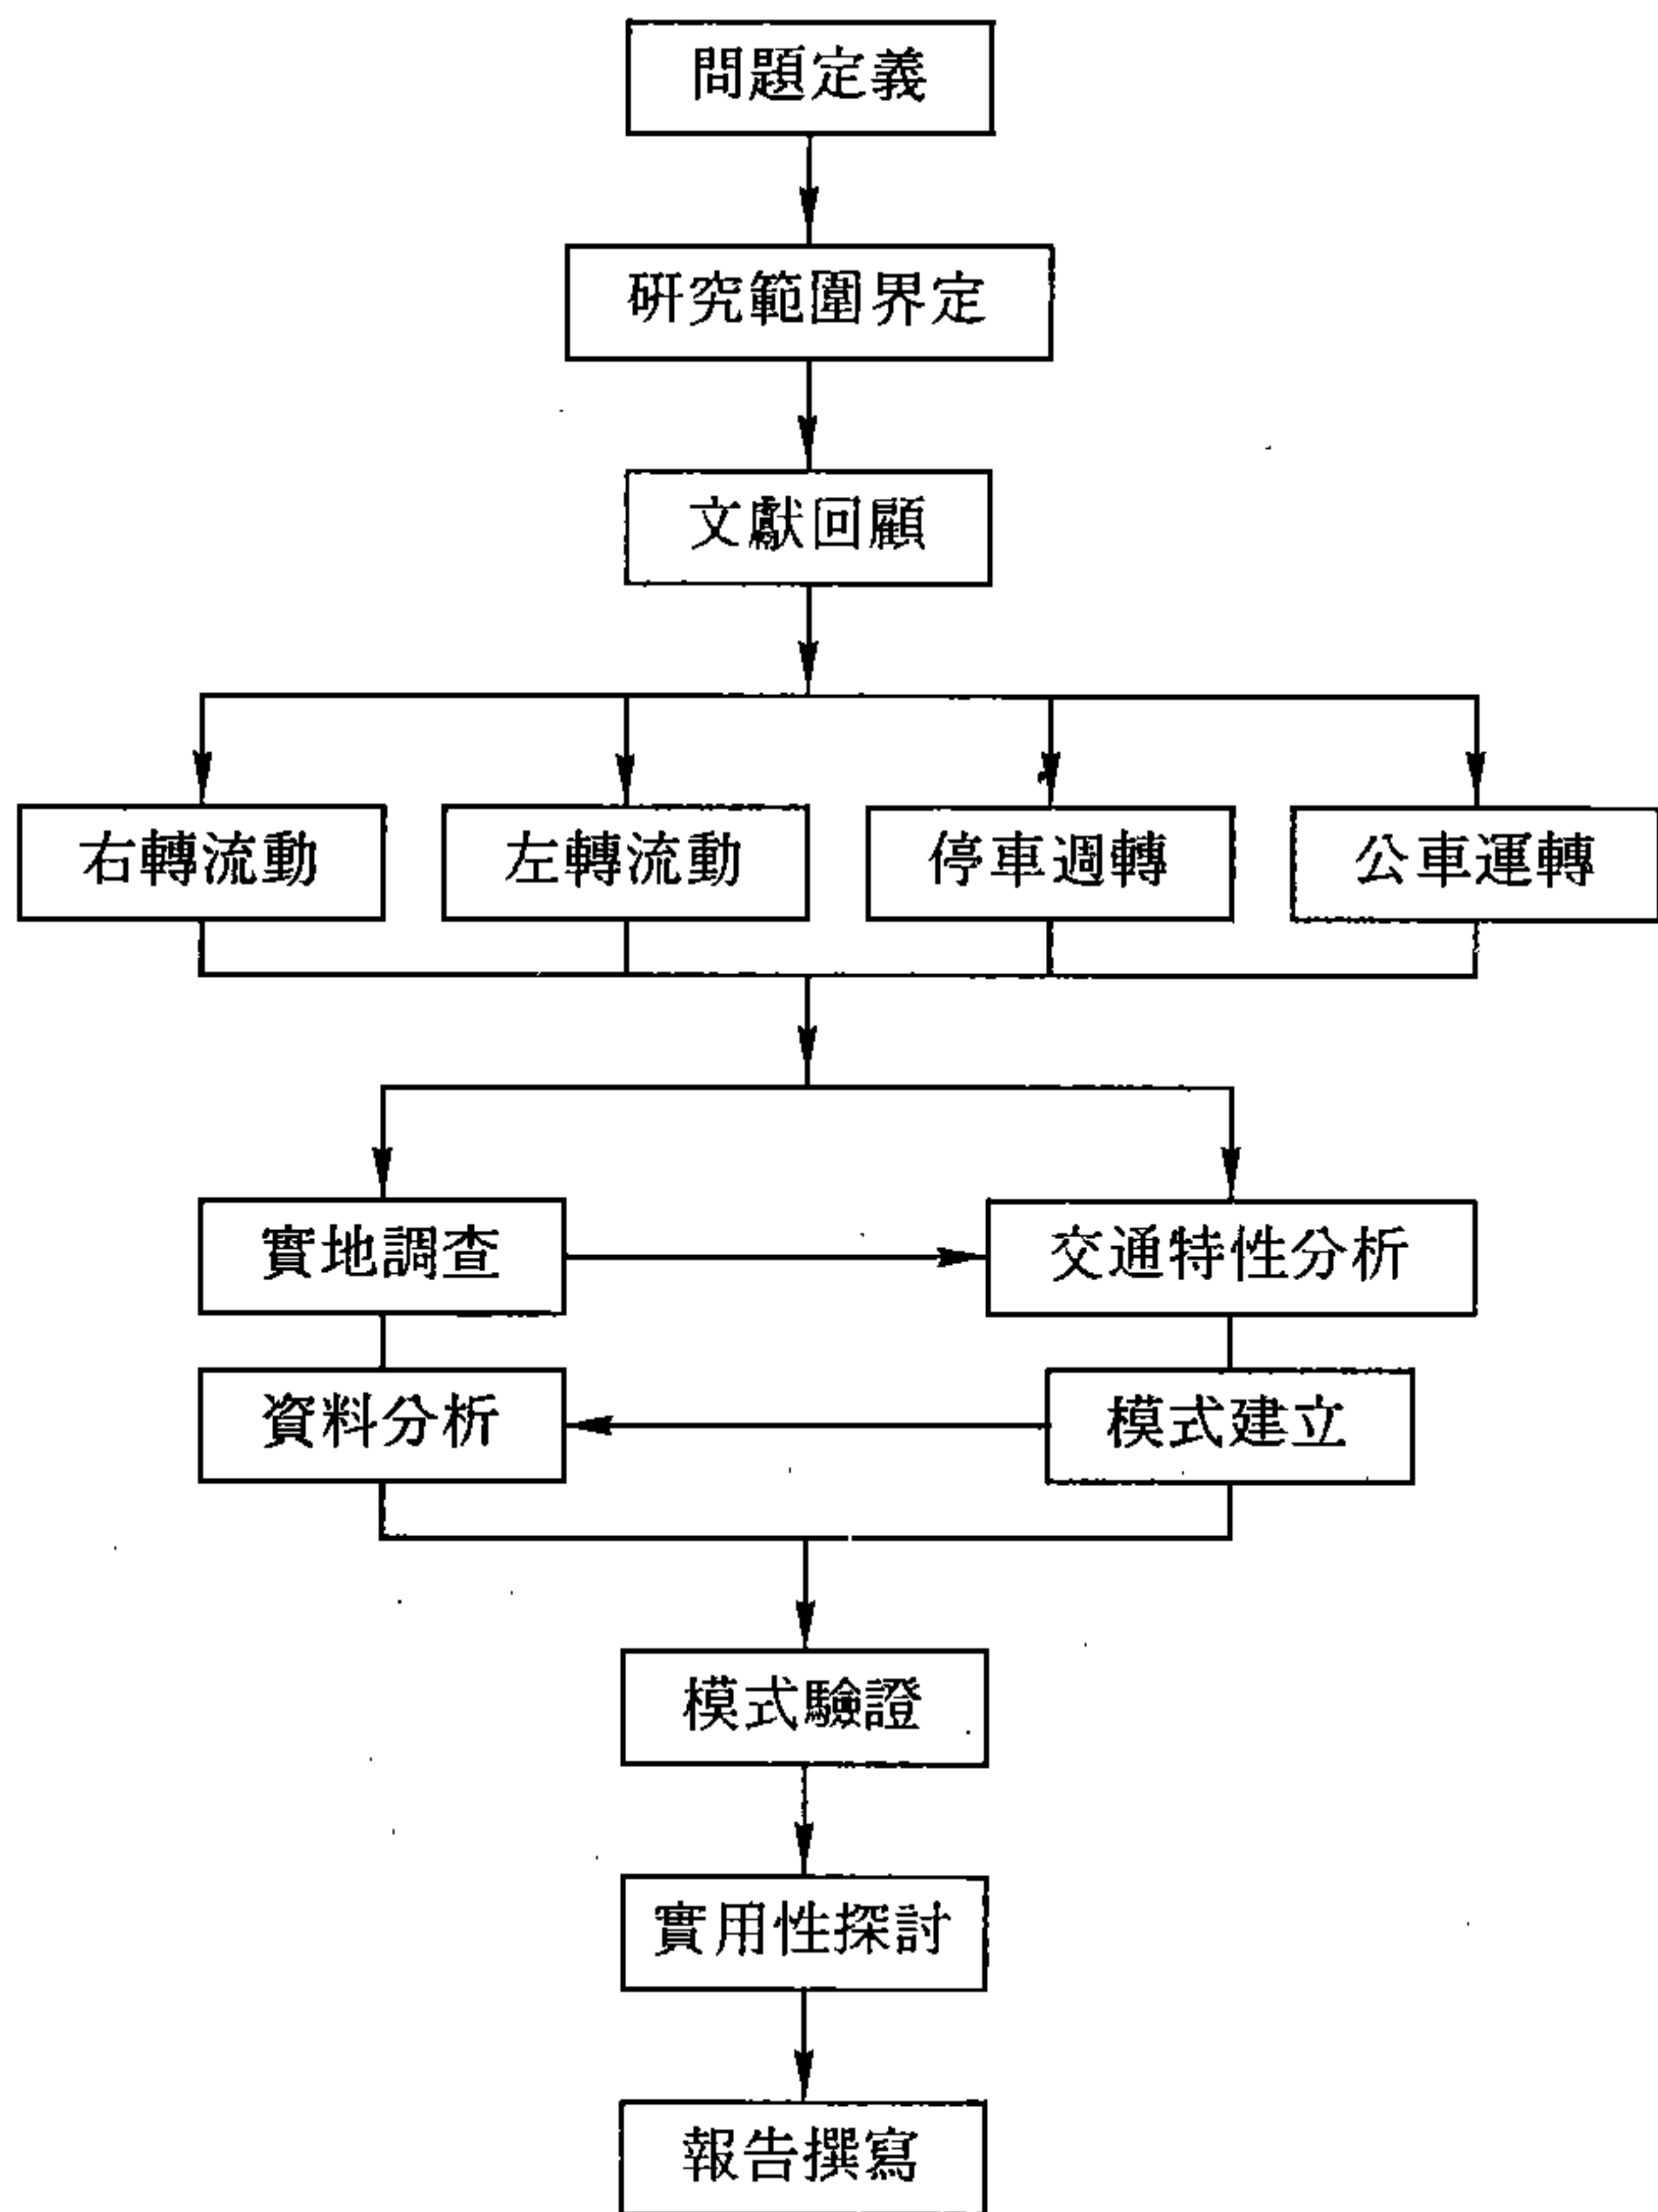 問題定義
研究範圍界定
文獻回顧
右轉流動
左轉流動
停車週轉
公車運轉
實地調查
交通特性分析
資料分析
模式建立
模式驗證
實用性探討
報告撰寫